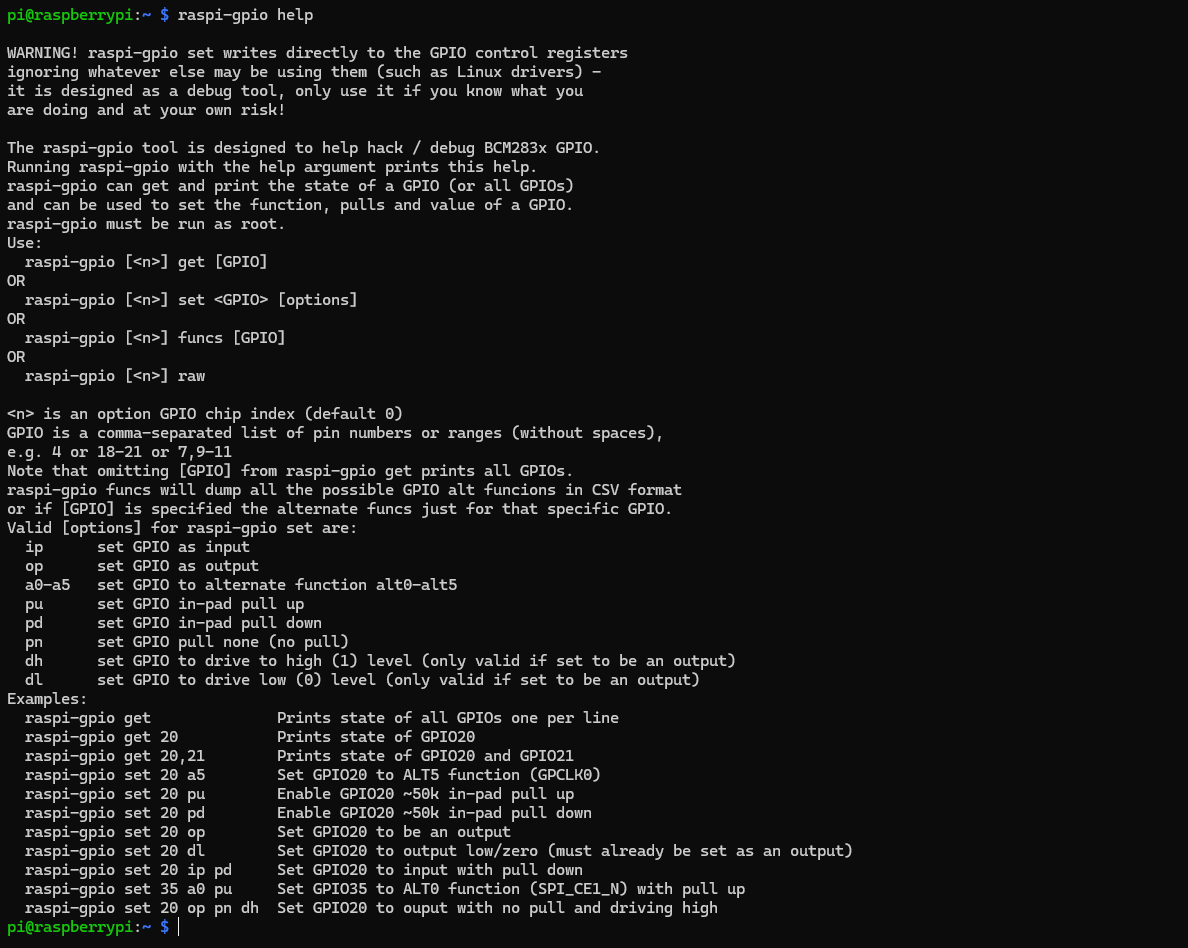 pi@raspberrypi:~ $ raspi-gpio help

WARNING! raspi-gpio set writes directly to the GPIO control registers
ignoring whatever else may be using them (such as Linux drivers) -
it is designed as a debug tool, only use it if you know what you
are doing and at your own risk!

The raspi-gpio tool is designed to help hack / debug BCM283x GPIO.
Running raspi-gpio with the help argument prints this help.
raspi-gpio can get and print the state of a GPIO (or all GPIOs)
and can be used to set the function, pulls and value of a GPIO.
raspi-gpio must be run as root.
Use:
  raspi-gpio [<n>] get [GPIO]
OR
  raspi-gpio [<n>] set <GPIO> [options]
OR
  raspi-gpio [<n>] funcs [GPIO]
OR
  raspi-gpio [<n>] raw

<n> is an option GPIO chip index (default 0)
GPIO is a comma-separated list of pin numbers or ranges (without spaces),
e.g. 4 or 18-21 or 7,9-11
Note that omitting [GPIO] from raspi-gpio get prints all GPIOs.
raspi-gpio funcs will dump all the possible GPIO alt funcions in CSV format
or if [GPIO] is specified the alternate funcs just for that specific GPIO.
Valid [options] for raspi-gpio set are:
  ip      set GPIO as input
  op      set GPIO as output
  a0-a5   set GPIO to alternate function alt0-alt5
  pu      set GPIO in-pad pull up
  pd      set GPIO in-pad pull down
  pn      set GPIO pull none (no pull)
  dh      set GPIO to drive to high (1) level (only valid if set to be an output)
  dl      set GPIO to drive low (0) level (only valid if set to be an output)
Examples:
  raspi-gpio get              Prints state of all GPIOs one per line
  raspi-gpio get 20           Prints state of GPIO20
  raspi-gpio get 20,21        Prints state of GPIO20 and GPIO21
  raspi-gpio set 20 a5        Set GPIO20 to ALT5 function (GPCLK0)
  raspi-gpio set 20 pu        Enable GPIO20 ~50k in-pad pull up
  raspi-gpio set 20 pd        Enable GPIO20 ~50k in-pad pull down
  raspi-gpio set 20 op        Set GPIO20 to be an output
  raspi-gpio set 20 dl        Set GPIO20 to output low/zero (must already be set as an output)
  raspi-gpio set 20 ip pd     Set GPIO20 to input with pull down
  raspi-gpio set 35 a0 pu     Set GPIO35 to ALT0 function (SPI_CE1_N) with pull up
  raspi-gpio set 20 op pn dh  Set GPIO20 to ouput with no pull and driving high
pi@raspberrypi:~ $